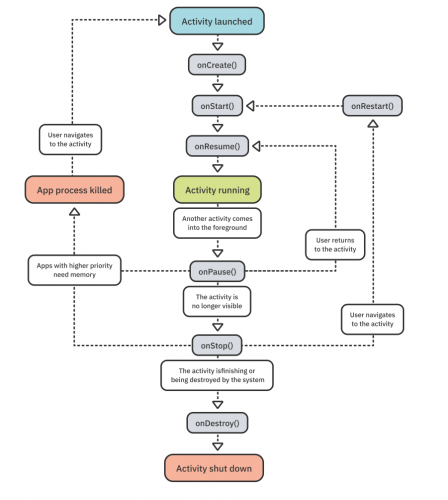 Activity launched
onCreate()
onStart()
onRestart()
User navigates
to the activity
onResume()
App process killed
Activity running
Another activity comes
into the foreground
User returns
to the activity
Apps with higher priority
need memory
onPause()
The activity is
no longer visible
User navigates
to the activity
onStop()
The activity isfinishing or
being destroyed by the system
onDestroy()
Activity shut down